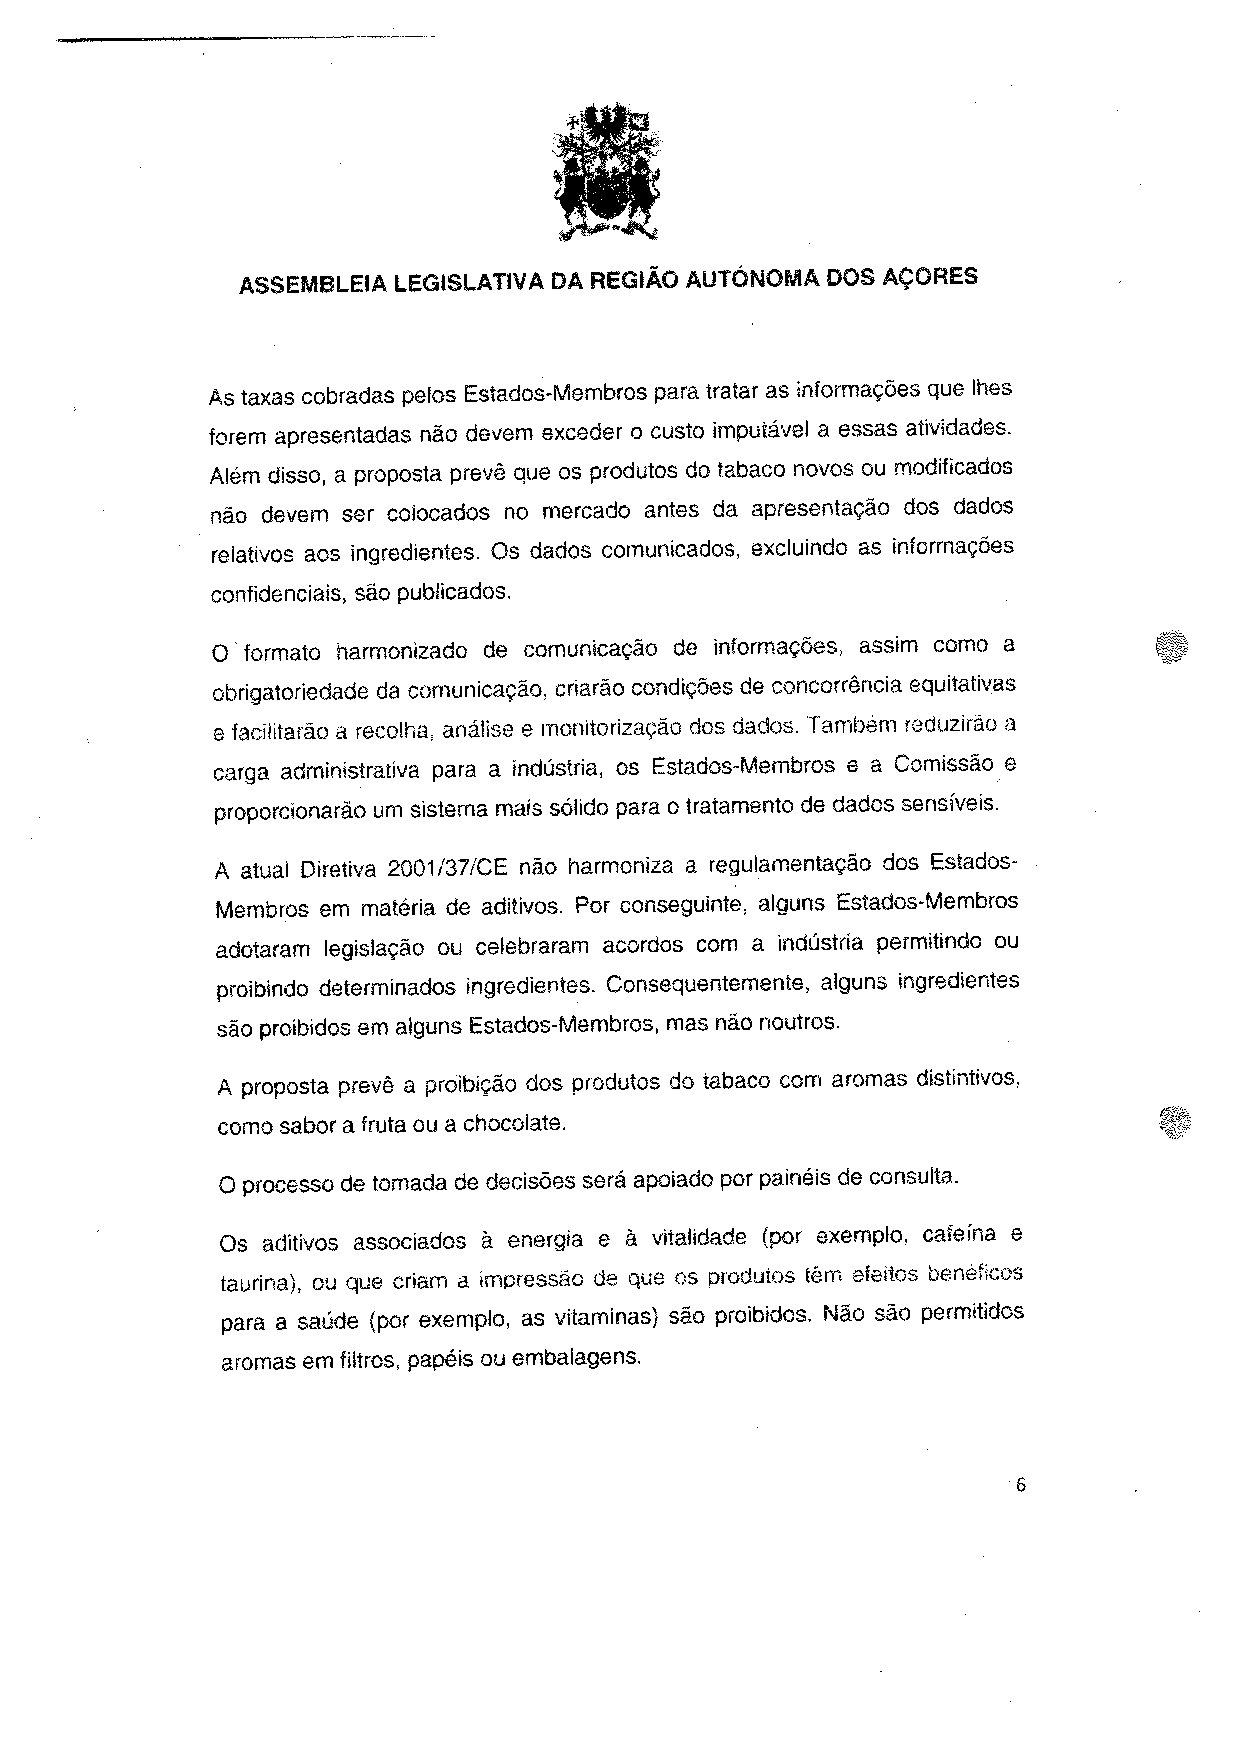 ASSEMBLEIA LEGISLATIVA DA REGIÃO AUTÓNOMA DOS AÇORES
As taxas cobradas pelos Estados-Membros para tratar as informações que lhes
forem apresentadas não devem exceder o custo imputável a essas atividades.
Além disso, a proposta prevê que os produtos do tabaco novos ou modificados
não devem ser colocados no mercado antes da apresentação dos dados
relativos aos ingredientes. Os dados comunicados, excluindo as informações
confidenciais, são publicados.
O formato harmonizado de comunicação de informações, assim como a
obrigatoriedade da comunicação, criarão condições de concorrência equitativas
e facilitarão a recolha, análise e monitorização dos dados. Também reduzirão a
carga administrativa para a indústria, os Estados-Membros e a Comissão e
proporcionarão um sistema mais sólido para o tratamento de dados sensíveis.
A atual Diretiva 2001/37/CE não harmoniza a regulamentação dos Estados-
Membros em matéria de aditivos. Por conseguinte, alguns Estados-Membros
adotaram legislação ou celebraram acordos com a indústria permitindo ou
proibindo determinados ingredientes. Consequentemente, alguns ingredientes
são proibidos em alguns Estados-Membros, mas não noutros.
A proposta prevê a proibição dos produtos do tabaco com aromas distintivos,
como sabor a fruta ou a chocolate.
O processo de tomada de decisões será apoiado por painéis de consulta.
Os aditivos associados à energia e à vitalidade (por exemplo, cafeína e
taurina), ou que criam a impressão de que os produtos têm efeitos benéficos
para a saúde (por exemplo, as vitaminas) são proibidos. Não são permitidos
aromas em filtros, papéis ou embalagens.
6